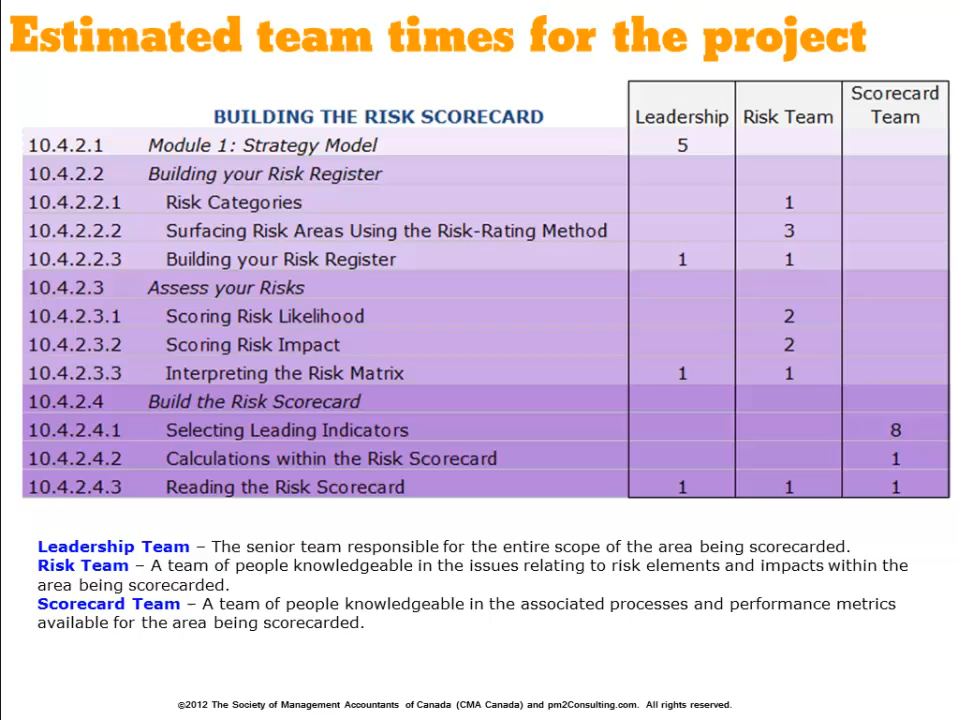 Estimated team times for the project
BUILDING THE RISK SCORECARD Leadership Risk Team Scorecard Team
10.4.2.1 Module 1: Strategy Model 5
10.4.2.2 Building your Risk Register
10.4.2.2.1 Risk Categories 1
10.4.2.2.2 Surfacing Risk Areas Using the Risk-Rating Method 3
10.4.2.2.3 Building your Risk Register 1 1
10.4.2.3 Assess your Risks
10.4.2.3.1 Scoring Risk Likelihood 2
10.4.2.3.2 Scoring Risk Impact 2
10.4.2.3.3 Interpreting the Risk Matrix 1 1
10.4.2.4 Build the Risk Scorecard
10.4.2.4.1 Selecting Leading Indicators 8
10.4.2.4.2 Calculations within the Risk Scorecard 1
10.4.2.4.3 Reading the Risk Scorecard 1 1 1
Leadership Team – The senior team responsible for the entire scope of the area being scorecarded.
Risk Team – A team of people knowledgeable in the issues relating to risk elements and impacts within the
area being scorecarded.
Scorecard Team – A team of people knowledgeable in the associated processes and performance metrics
available for the area being scorecarded.
©2012 The Society of Management Accountants of Canada (CMA Canada) and pm2Consulting.com. All rights reserved.